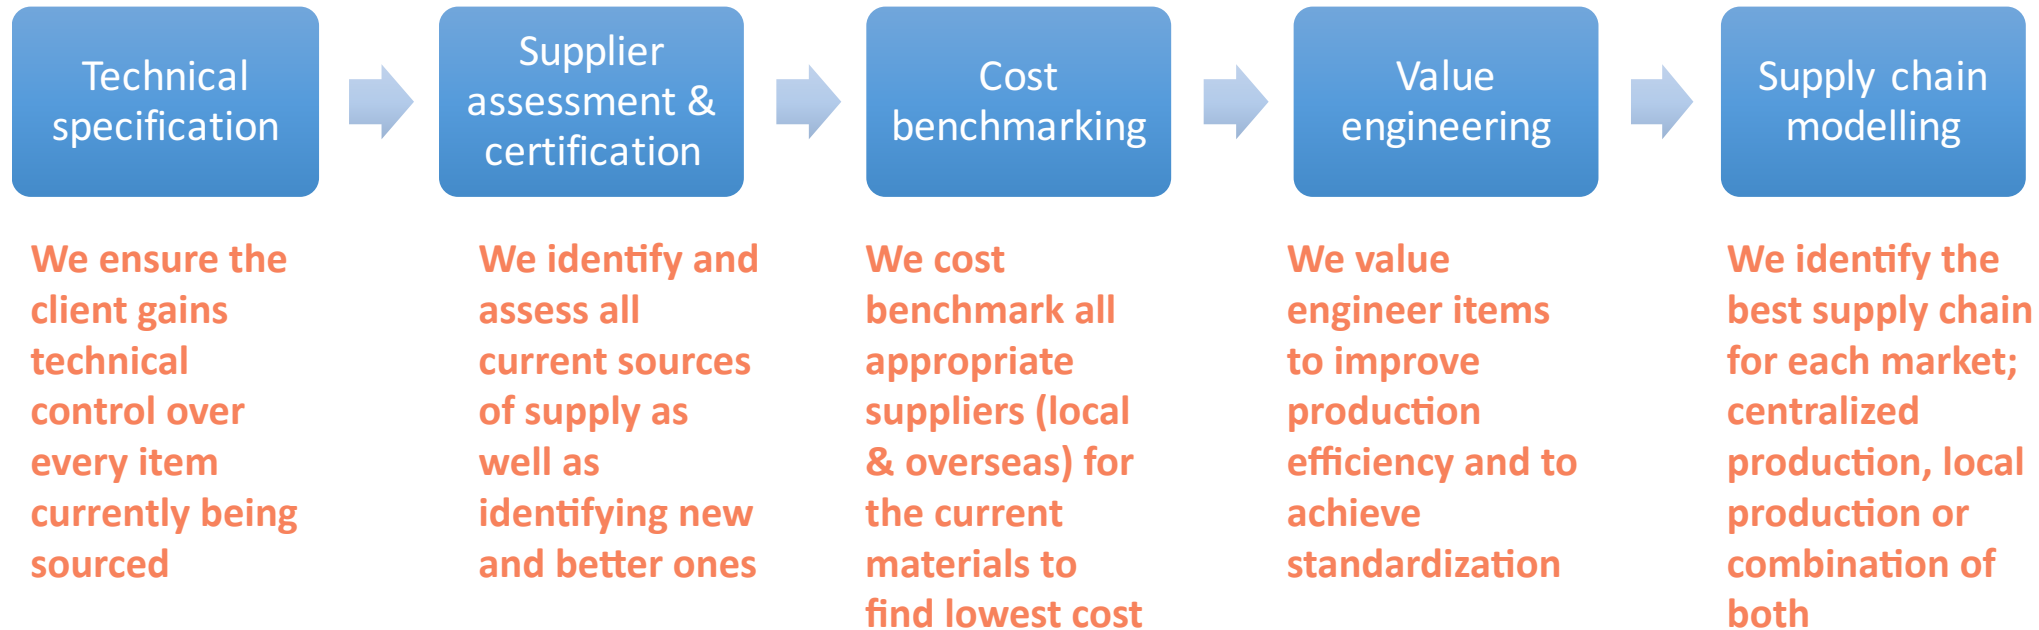 Technical
specification
Supplier
assessment &
certification
Cost
benchmarking
Value
engineering
Supply chain
modelling
We ensure the
client gains
technical
control over
every item
currently being
sourced
We identify and
assess all
current sources
of supply as
well as
identifying new
and better ones
We cost
benchmark all
appropriate
suppliers (local
& overseas) for
the current
materials to
find lowest cost
We value
engineer items
to improve
production
efficiency and to
achieve
standardization
We identify the
best supply chain
for each market;
centralized
production, local
production or
combination of
both